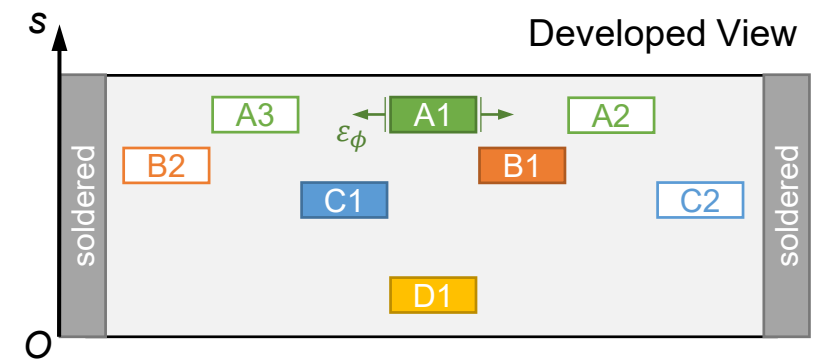 s
Developed View
A3
A1
A2
εϕ
B2
B1
C1
C2
soldered
soldered
D1
O